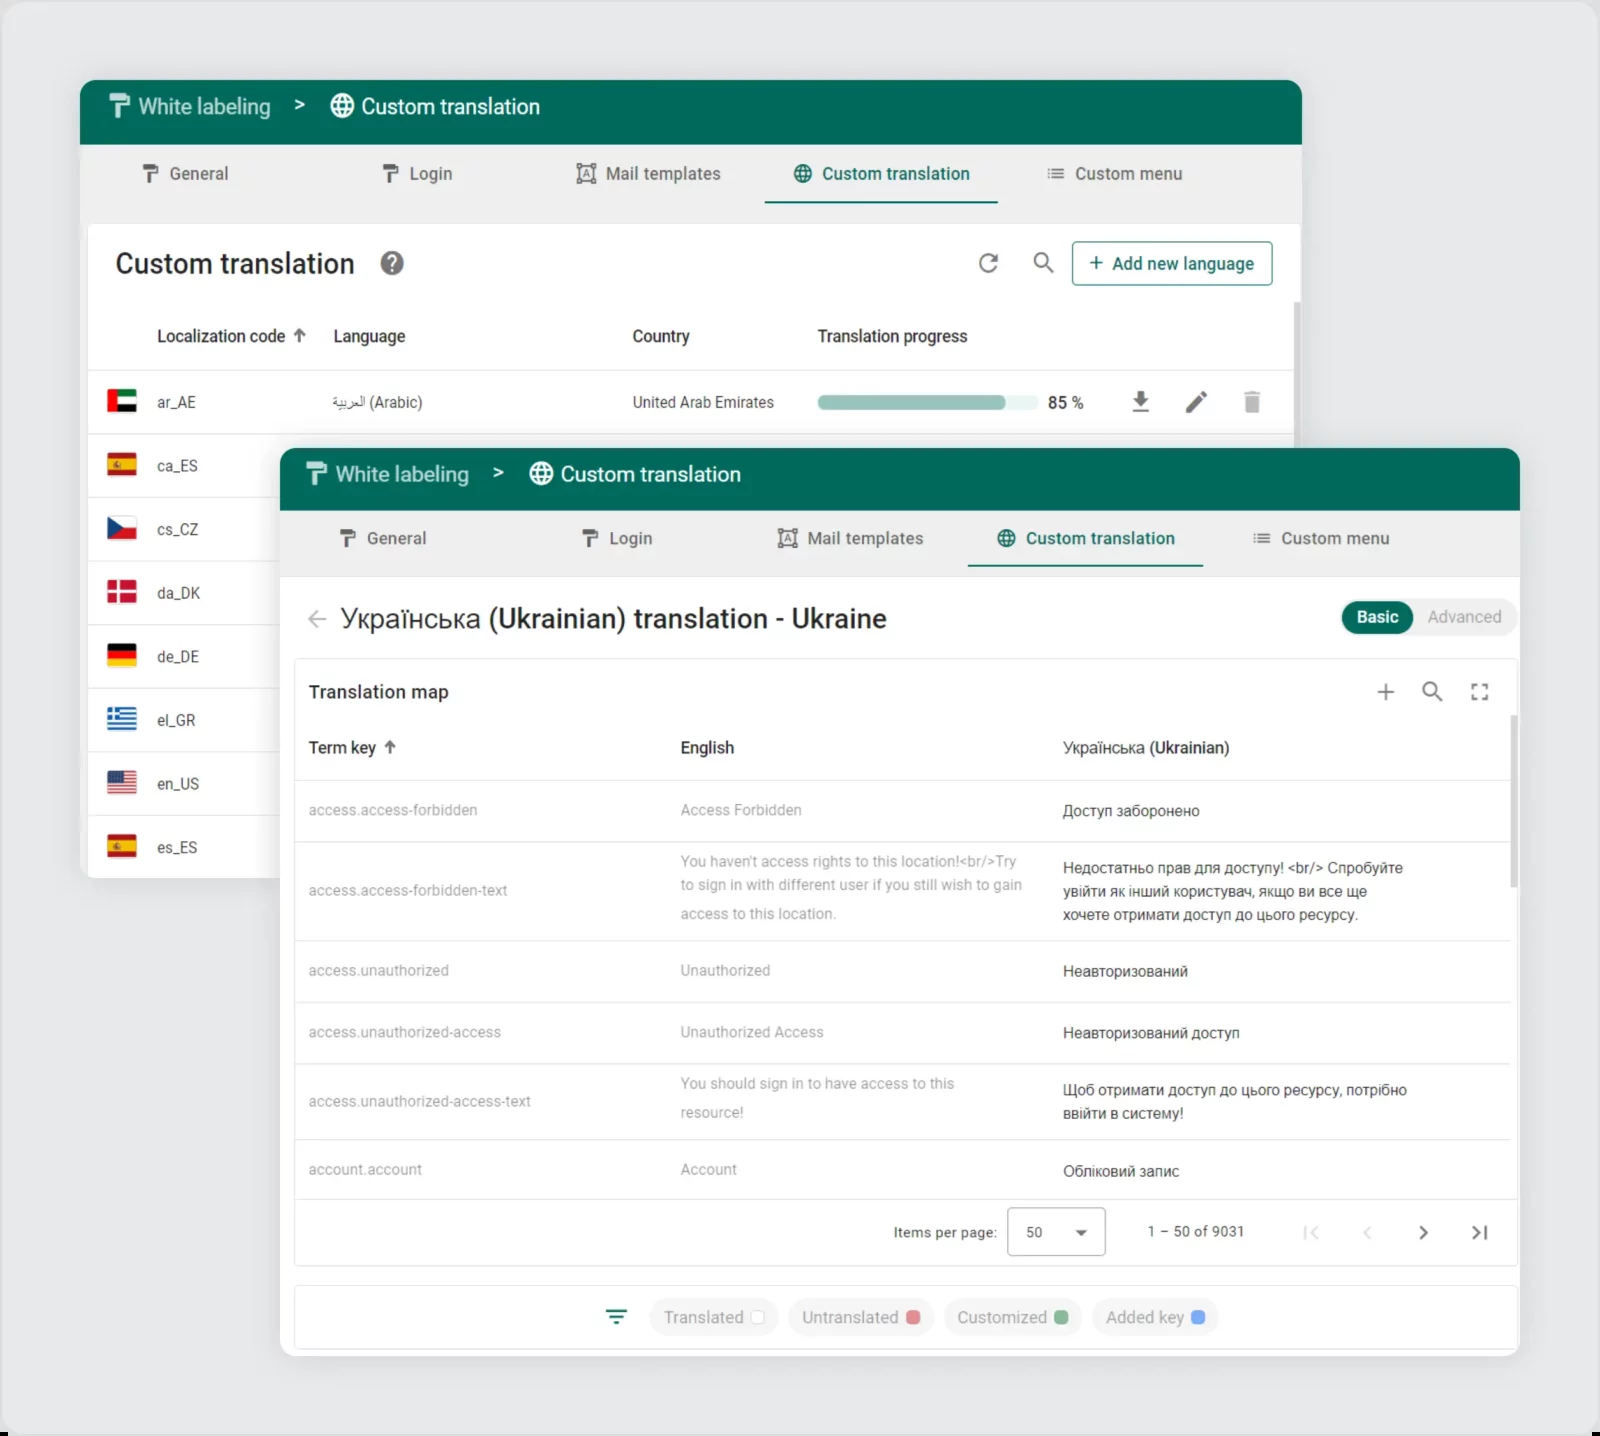 White labeling > Custom translation
General Login Mail templates Custom translation Custom menu
Custom translation ?
+ Add new language
Localization code Language Country Translation progress
ar_AE العربية (Arabic) United Arab Emirates 85 %
ca_ES
cs_CZ
da_DK
de_DE
el_GR
en_US
es_ES
White labeling > Custom translation
General Login Mail templates Custom translation Custom menu
Українська (Ukrainian) translation - Ukraine
Basic Advanced
Translation map
Term key English Українська (Ukrainian)
access.access-forbidden Access Forbidden Доступ заборонено
access.access-forbidden-text
You haven't access rights to this location!<br/>Try
to sign in with different user if you still wish to gain
access to this location.
Недостатньо прав для доступу! <br/> Спробуйте
увійти як інший користувач, якщо ви все ще
хочете отримати доступ до цього ресурсу.
access.unauthorized Unauthorized Неавторизований
access.unauthorized-access Unauthorized Access Неавторизований доступ
access.unauthorized-access-text
You should sign in to have access to this
resource!
Щоб отримати доступ до цього ресурсу, потрібно
ввійти в систему!
account.account Account Обліковий запис
Items per page: 50 1 – 50 of 9031
Translated Untranslated Customized Added key